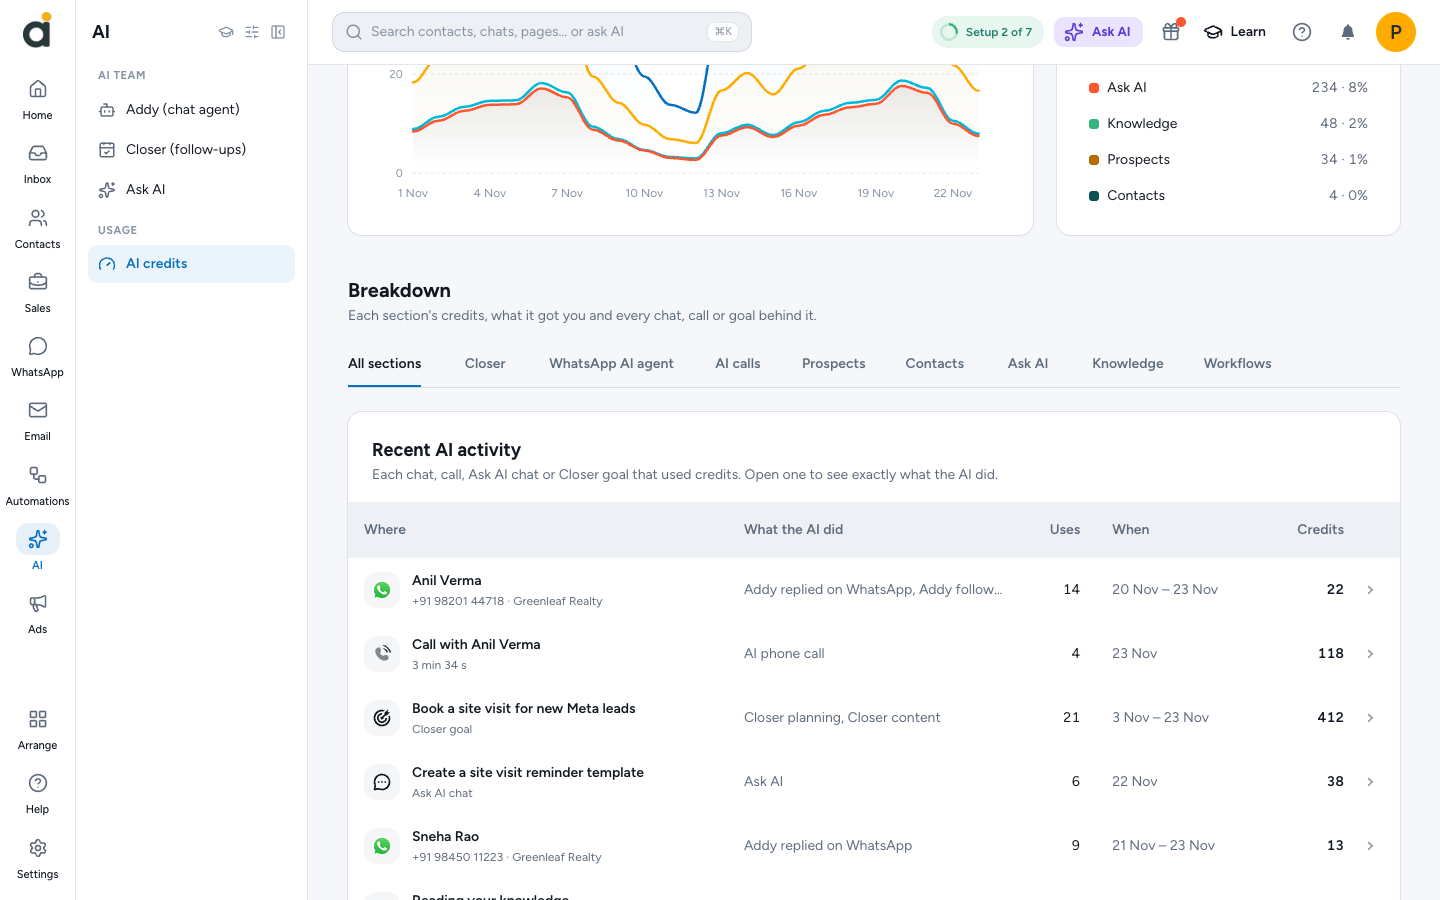 AI
Search contacts, chats, pages... or ask AI
⌘K
Setup 2 of 7
Ask AI
Learn
P
Home
Inbox
Contacts
Sales
WhatsApp
Email
Automations
AI
Ads
Arrange
Help
Settings
AI TEAM
Addy (chat agent)
Closer (follow-ups)
Ask AI
USAGE
AI credits
20
0
1 Nov
4 Nov
7 Nov
10 Nov
13 Nov
16 Nov
19 Nov
22 Nov
Ask AI 234 · 8%
Knowledge 48 · 2%
Prospects 34 · 1%
Contacts 4 · 0%
Breakdown
Each section's credits, what it got you and every chat, call or goal behind it.
All sections Closer WhatsApp AI agent AI calls Prospects Contacts Ask AI Knowledge Workflows
Recent AI activity
Each chat, call, Ask AI chat or Closer goal that used credits. Open one to see exactly what the AI did.
Where What the AI did Uses When Credits
Anil Verma
+91 98201 44718 · Greenleaf Realty
Addy replied on WhatsApp, Addy follow... 14 20 Nov – 23 Nov 22
Call with Anil Verma
3 min 34 s
AI phone call 4 23 Nov 118
Book a site visit for new Meta leads
Closer goal
Closer planning, Closer content 21 3 Nov – 23 Nov 412
Create a site visit reminder template
Ask AI chat
Ask AI 6 22 Nov 38
Sneha Rao
+91 98450 11223 · Greenleaf Realty
Addy replied on WhatsApp 9 21 Nov – 23 Nov 13
Reading your knowledge